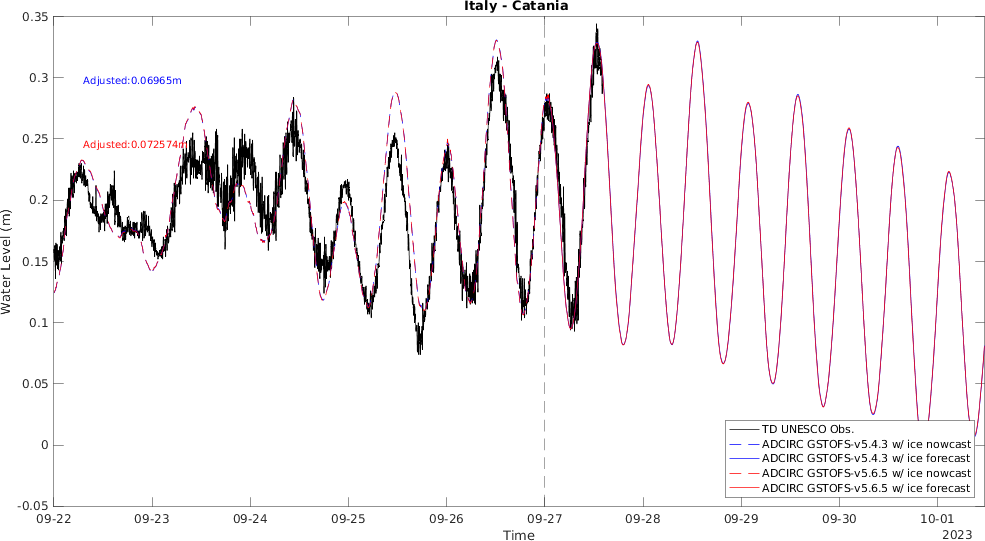 Italy - Catania
0.35
0.3
0.25
0.2
0.15
0.1
0.05
0
-0.05
Water Level (m)
Adjusted:0.06965m
Adjusted:0.072574m
TD UNESCO Obs.
ADCIRC GSTOFS-v5.4.3 w/ ice nowcast
ADCIRC GSTOFS-v5.4.3 w/ ice forecast
ADCIRC GSTOFS-v5.6.5 w/ ice nowcast
ADCIRC GSTOFS-v5.6.5 w/ ice forecast
09-22 09-23 09-24 09-25 09-26 09-27 09-28 09-29 09-30 10-01
Time
2023